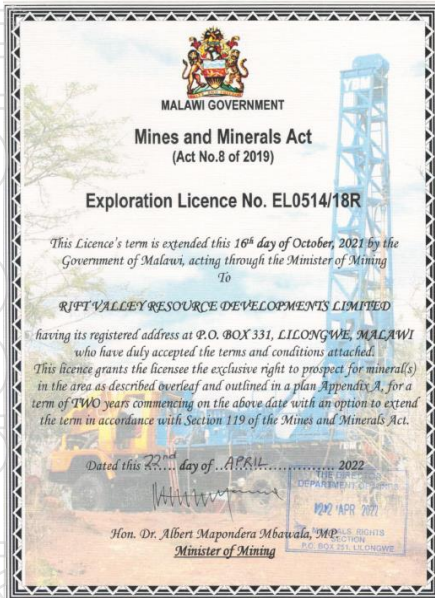 MALAWI GOVERNMENT
Mines and Minerals Act
(Act No.8 of 2019)
Exploration Licence No. EL0514/18R
This Licence's term is extended this 16th day of October, 2021 by the
Government of Malawi, acting through the Minister of Mining
To
RIFT VALLEY RESOURCE DEVELOPMENTS LIMITED
having its registered address at P.O. BOX 331, LILONGWE, MALAWI
who have duly accepted the terms and conditions attached.
This licence grants the licensee the exclusive right to prospect for mineral(s)
in the area as described overleaf and outlined in a plan Appendix A, for a
term of TWO years commencing on the above date with an option to extend
the term in accordance with Section 119 of the Mines and Minerals Act.
Dated this 22nd.... day of ..APRIL..................... 2022
THE DIRECTOR
DEPARTMENT OF
APR 2022
RIGHTS
SECTION
P.O. BOX 251, LILONGWE
Hon. Dr. Albert Mapondera Mbawala, MP
Minister of Mining